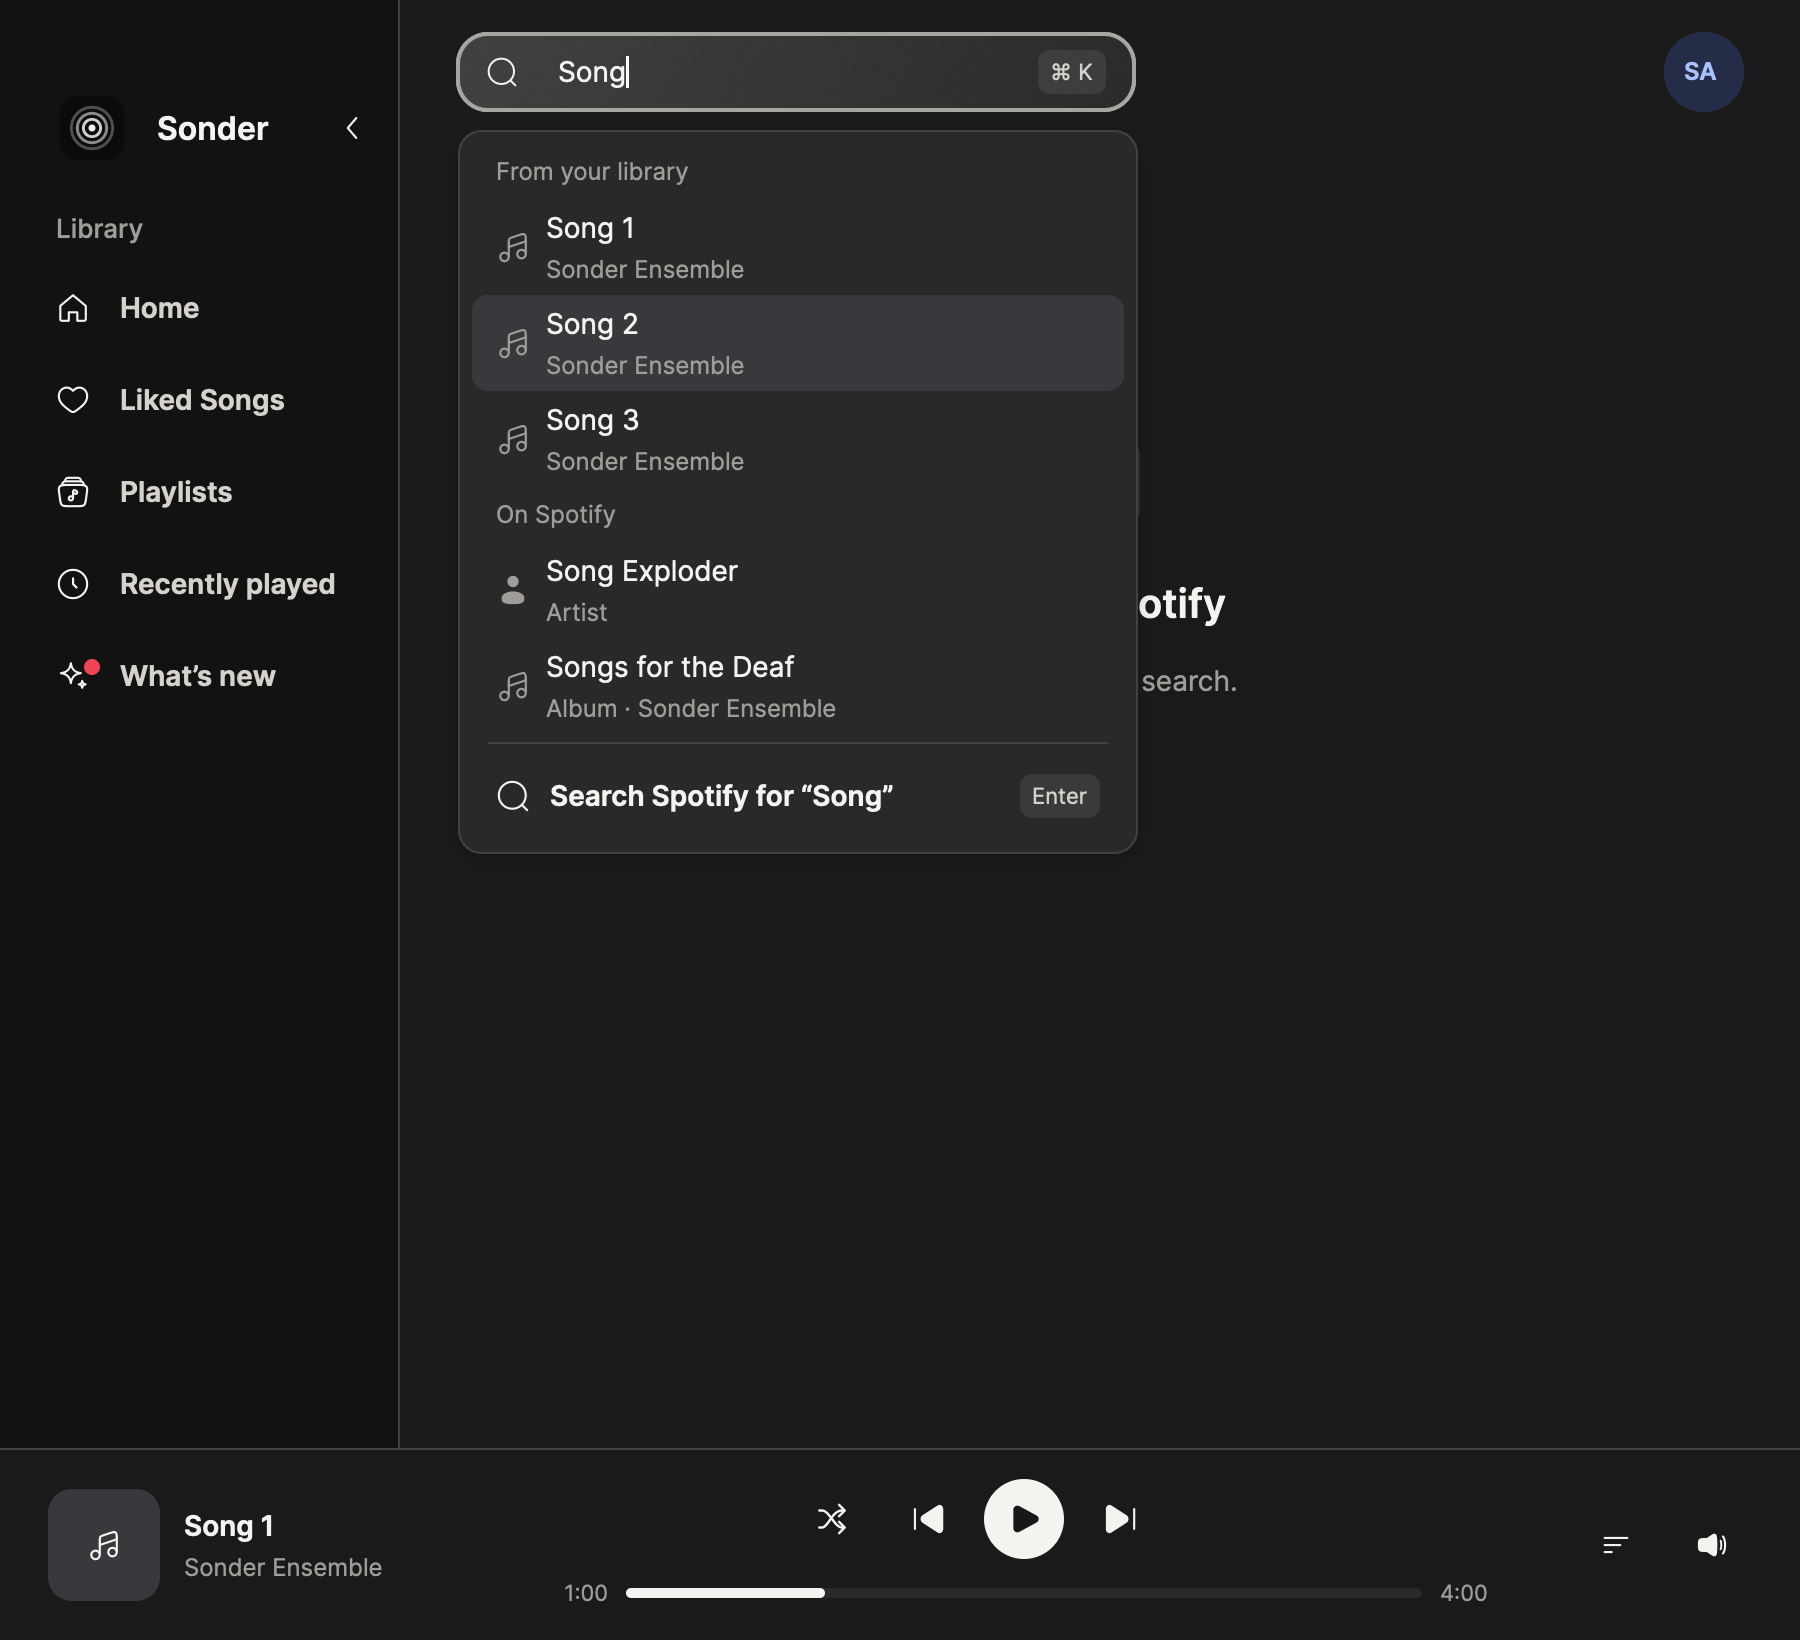 Song
⌘ K
SA
Sonder
Library
Home
Liked Songs
Playlists
Recently played
What’s new
From your library
Song 1
Sonder Ensemble
Song 2
Sonder Ensemble
Song 3
Sonder Ensemble
On Spotify
Song Exploder
Artist
Songs for the Deaf
Album · Sonder Ensemble
Search Spotify for “Song”
Enter
otify
search.
Song 1
Sonder Ensemble
1:00
4:00